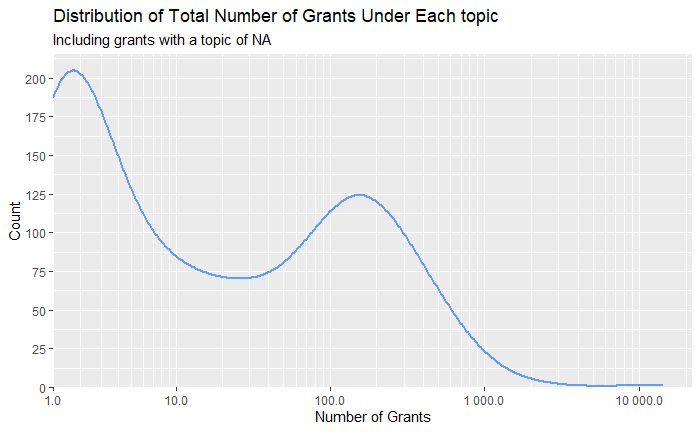 Distribution of Total Number of Grants Under Each topic
Including grants with a topic of NA
200
175
150
125
100
75
50
25
0
Count
1.0 10.0 100.0 1 000.0 10 000.0
Number of Grants